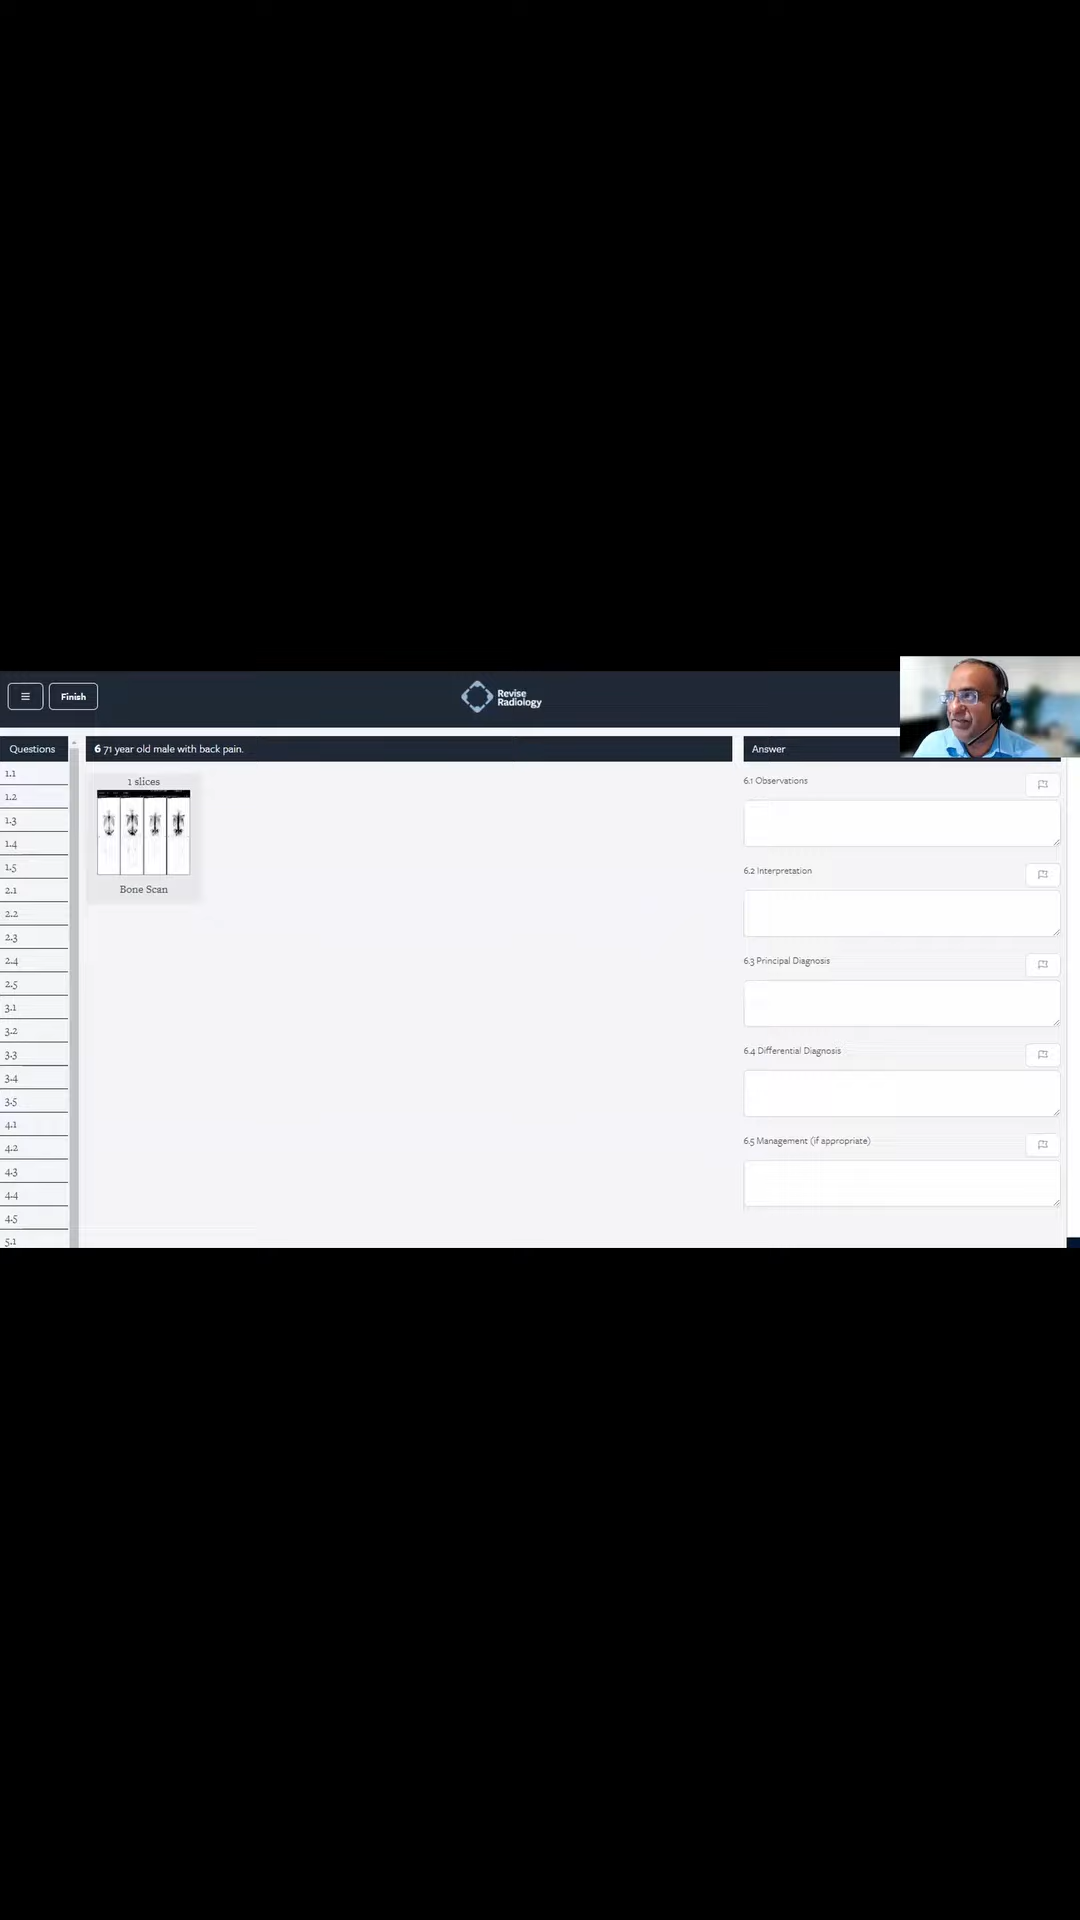 Finish
Revise
Radiology
Questions
1.1
1.2
1.3
1.4
1.5
2.1
2.2
2.3
2.4
2.5
3.1
3.2
3.3
3.4
3.5
4.1
4.2
4.3
4.4
4.5
5.1
6 71 year old male with back pain.
1 slices
Bone Scan
Answer
6.1 Observations
6.2 Interpretation
6.3 Principal Diagnosis
6.4 Differential Diagnosis
6.5 Management (if appropriate)